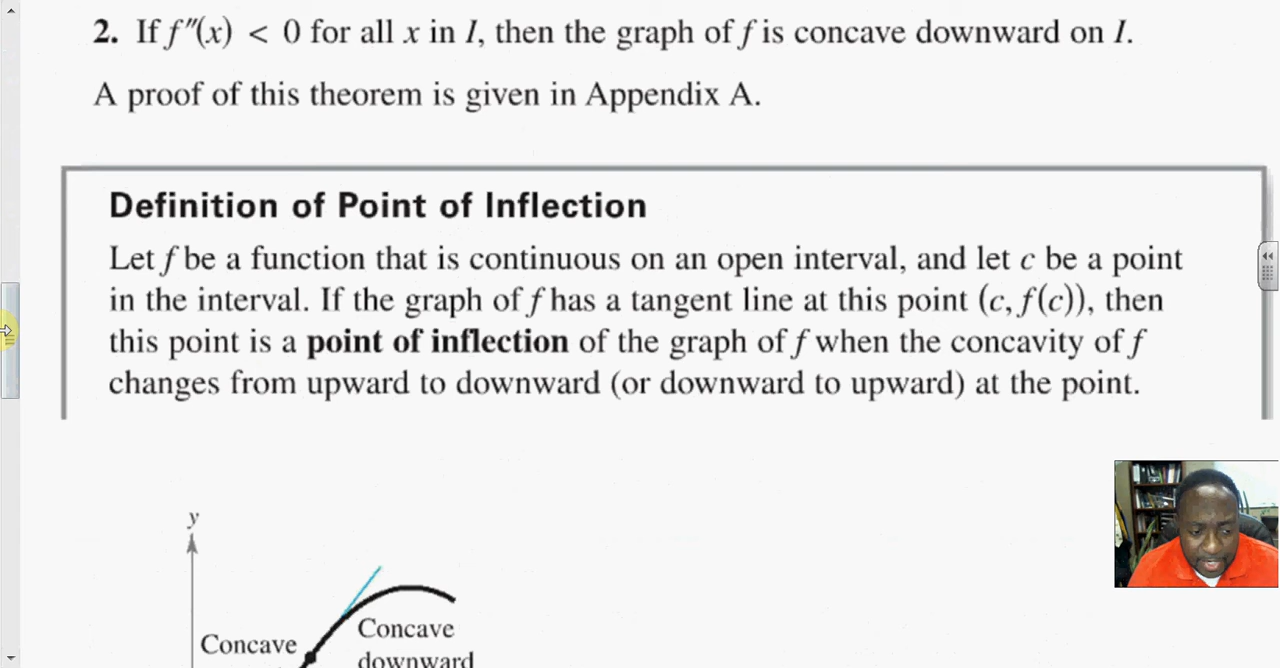 2. If f″(x) < 0 for all x in I, then the graph of f is concave downward on I.
A proof of this theorem is given in Appendix A.
Definition of Point of Inflection
Let f be a function that is continuous on an open interval, and let c be a point
in the interval. If the graph of f has a tangent line at this point (c, f(c)), then
this point is a point of inflection of the graph of f when the concavity of f
changes from upward to downward (or downward to upward) at the point.
y
Concave
downward
Concave